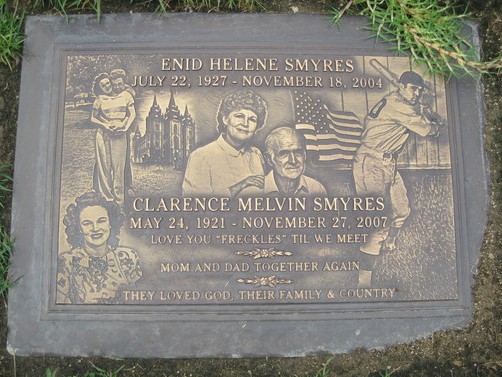 ENID HELENE SMYRES
JULY 22, 1927 - NOVEMBER 18, 2004
CLARENCE MELVIN SMYRES
MAY 24, 1921 - NOVEMBER 27, 2007
LOVE YOU "FRECKLES" TIL WE MEET
MOM AND DAD TOGETHER AGAIN
THEY LOVED GOD, THEIR FAMILY & COUNTRY